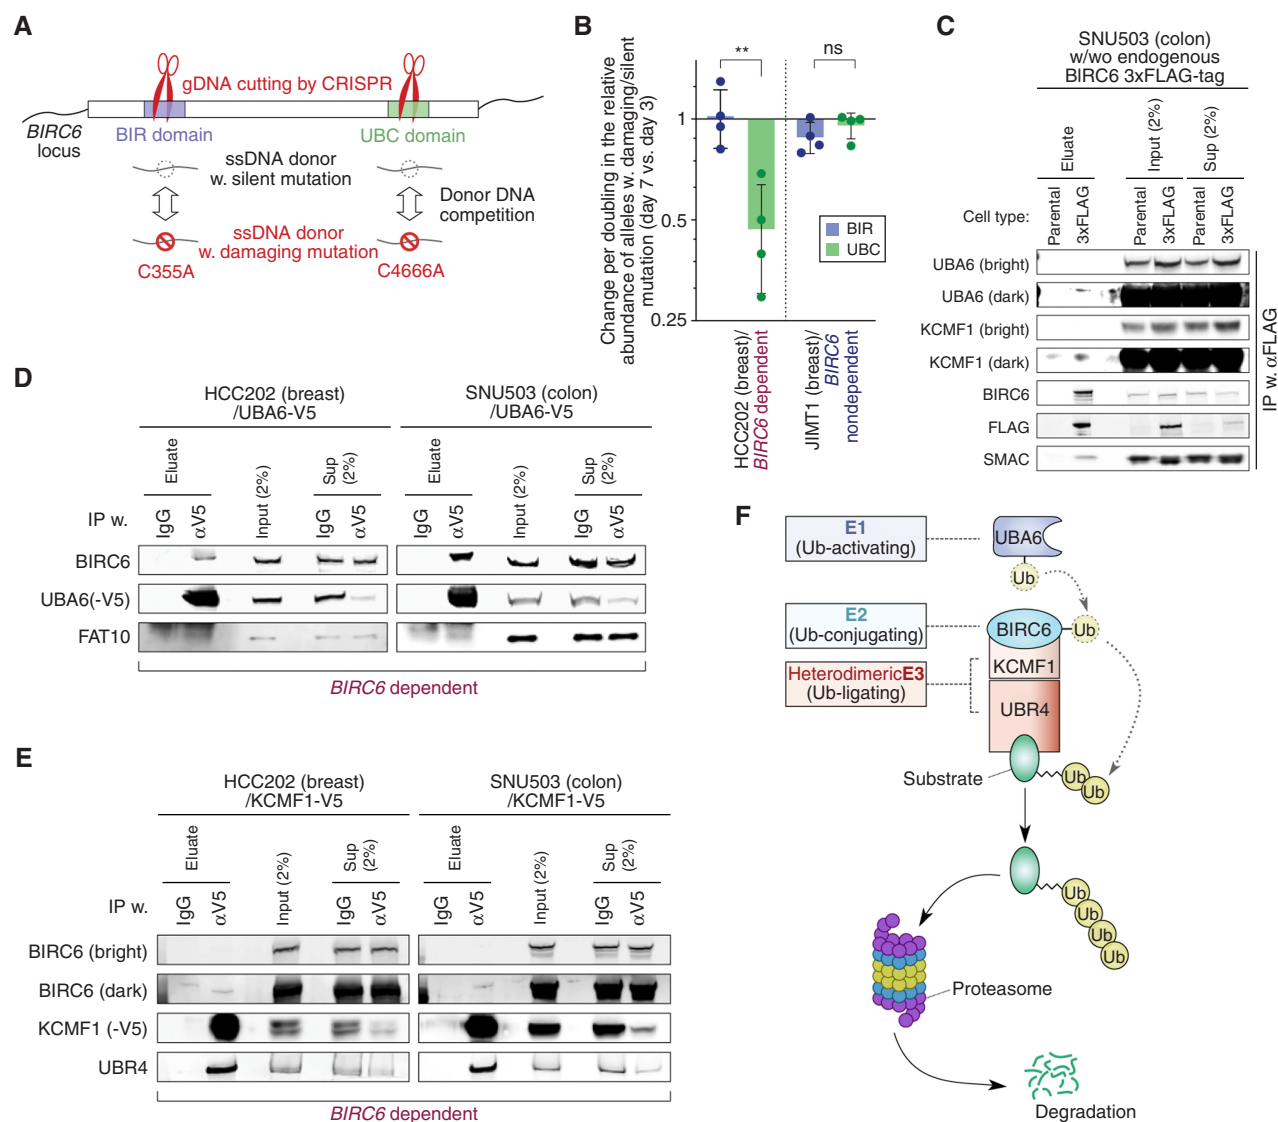 A
gDNA cutting by CRISPR
BIRC6
locus
BIR domain
UBC domain
ssDNA donor
w. silent mutation
Donor DNA
competition
ssDNA donor
w. damaging mutation
C355A
C4666A
B
Change per doubling in the relative
abundance of alleles w. damaging/silent
mutation (day 7 vs. day 3)
**
ns
1
0.5
0.25
BIR
UBC
HCC202 (breast)/
BIRC6 dependent
JIMT1 (breast)/
BIRC6
nondependent
C
SNU503 (colon)
w/wo endogenous
BIRC6 3xFLAG-tag
Eluate
Input (2%)
Sup (2%)
Cell type:
Parental
3xFLAG
Parental
3xFLAG
Parental
3xFLAG
UBA6 (bright)
UBA6 (dark)
KCMF1 (bright)
KCMF1 (dark)
BIRC6
FLAG
SMAC
IP w. αFLAG
D
HCC202 (breast)
/UBA6-V5
SNU503 (colon)
/UBA6-V5
Eluate
Input (2%)
Sup
(2%)
Eluate
Input (2%)
Sup
(2%)
IP w.
IgG
αV5
IgG
αV5
IgG
αV5
IgG
αV5
BIRC6
UBA6(-V5)
FAT10
BIRC6 dependent
E
HCC202 (breast)
/KCMF1-V5
SNU503 (colon)
/KCMF1-V5
Eluate
Input (2%)
Sup
(2%)
Eluate
Input (2%)
Sup
(2%)
IP w.
IgG
αV5
IgG
αV5
IgG
αV5
IgG
αV5
BIRC6 (bright)
BIRC6 (dark)
KCMF1 (-V5)
UBR4
BIRC6 dependent
F
E1
(Ub-activating)
UBA6
Ub
E2
(Ub-conjugating)
BIRC6
Ub
HeterodimericE3
(Ub-ligating)
KCMF1
UBR4
Substrate
Ub
Ub
Ub
Ub
Ub
Ub
Proteasome
Degradation